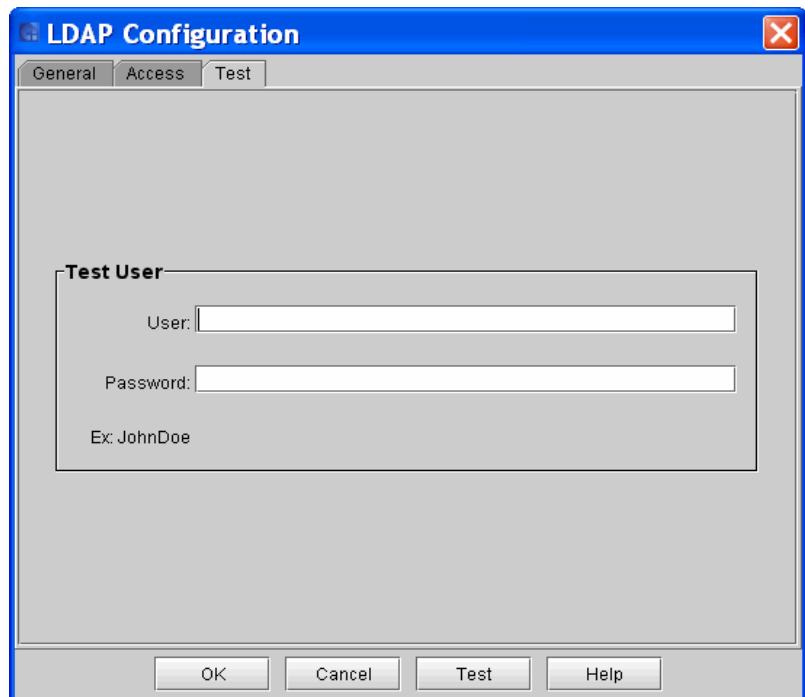 LDAP Configuration
General Access Test
Test User
User:
Password:
Ex: JohnDoe
OK Cancel Test Help